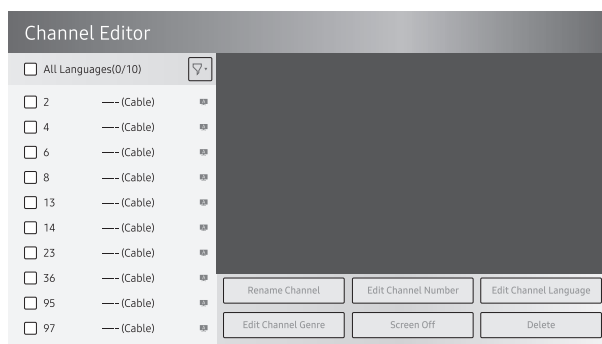 Channel Editor
All Languages(0/10)
2 ─-- (Cable)
4 ─-- (Cable)
6 ─-- (Cable)
8 ─-- (Cable)
13 ─-- (Cable)
14 ─-- (Cable)
23 ─-- (Cable)
36 ─-- (Cable)
95 ─-- (Cable)
97 ─-- (Cable)
Rename Channel
Edit Channel Number
Edit Channel Language
Edit Channel Genre
Screen Off
Delete